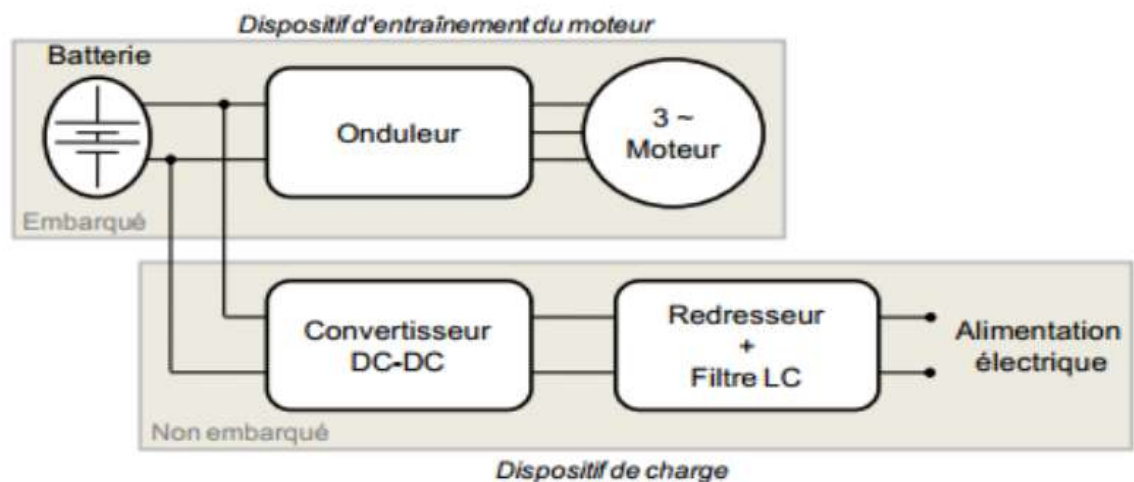 Dispositif d'entraînement du moteur
Batterie
Onduleur
3 ~
Moteur
Embarqué
Convertisseur
DC-DC
Redresseur
+
Filtre LC
Alimentation
électrique
Non embarqué
Dispositif de charge